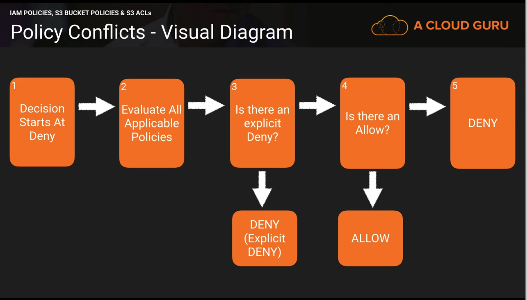 IAM POLICIES, S3 BUCKET POLICIES & S3 ACLs
Policy Conflicts - Visual Diagram
A CLOUD GURU
1
Decision
Starts At
Deny
2
Evaluate All
Applicable
Policies
3
Is there an
explicit
Deny?
4
Is there an
Allow?
5
DENY
DENY
(Explicit
DENY)
ALLOW